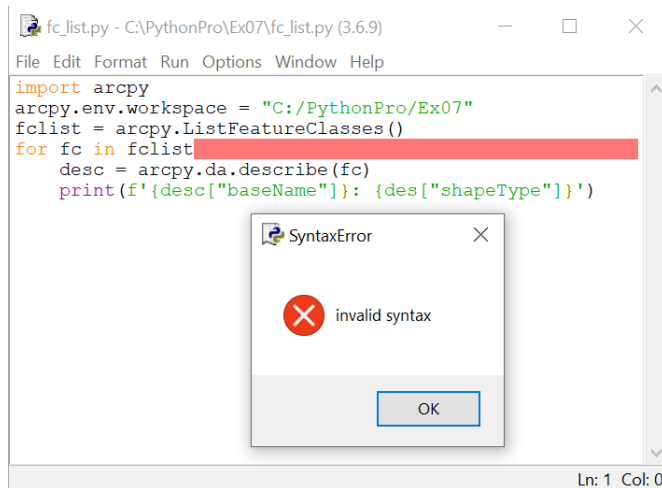 fc_list.py - C:\PythonPro\Ex07\fc_list.py (3.6.9)
File Edit Format Run Options Window Help
import arcpy
arcpy.env.workspace = "C:/PythonPro/Ex07"
fclist = arcpy.ListFeatureClasses()
for fc in fclist
    desc = arcpy.da.describe(fc)
    print(f'{desc["baseName"]}: {des["shapeType"]}')
SyntaxError
invalid syntax
OK
Ln: 1 Col: 0